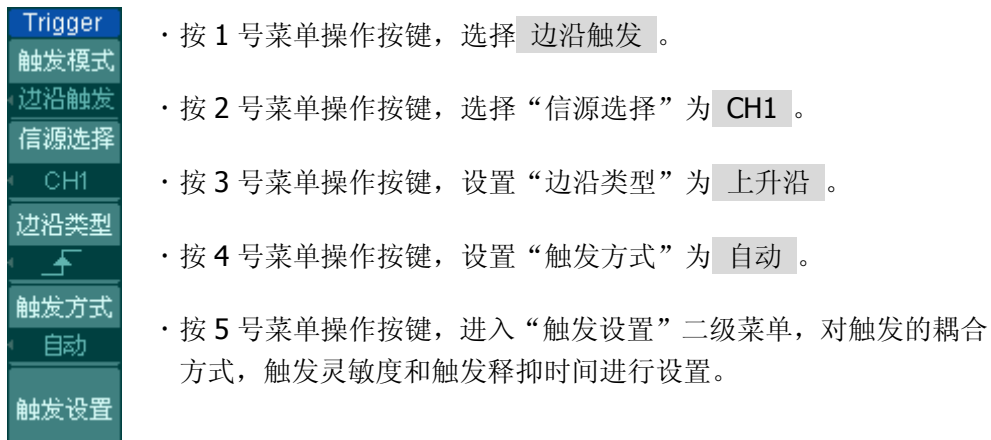 Trigger
触发模式
边沿触发
信源选择
CH1
边沿类型
触发方式
自动
触发设置
·按 1 号菜单操作按键，选择 边沿触发 。
·按 2 号菜单操作按键，选择“信源选择”为 CH1 。
·按 3 号菜单操作按键，设置“边沿类型”为 上升沿 。
·按 4 号菜单操作按键，设置“触发方式”为 自动 。
·按 5 号菜单操作按键，进入“触发设置”二级菜单，对触发的耦合
方式，触发灵敏度和触发释抑时间进行设置。